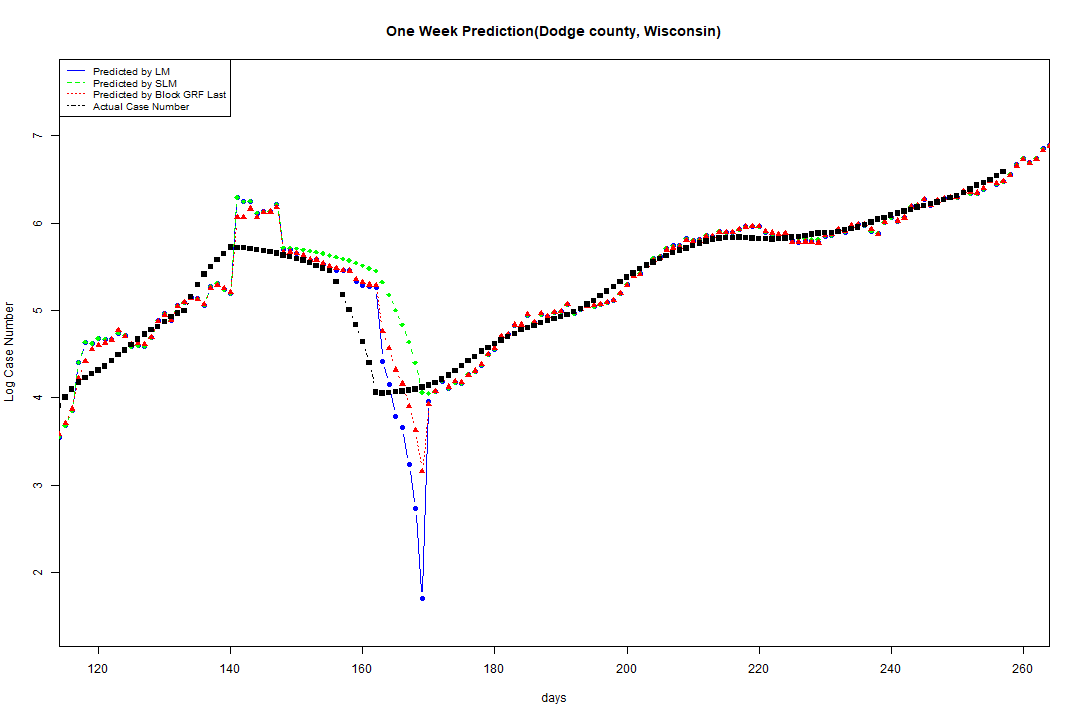 One Week Prediction(Dodge county, Wisconsin)
Predicted by LM
Predicted by SLM
Predicted by Block GRF Last
Actual Case Number
7
6
5
4
3
2
Log Case Number
120 140 160 180 200 220 240 260
days